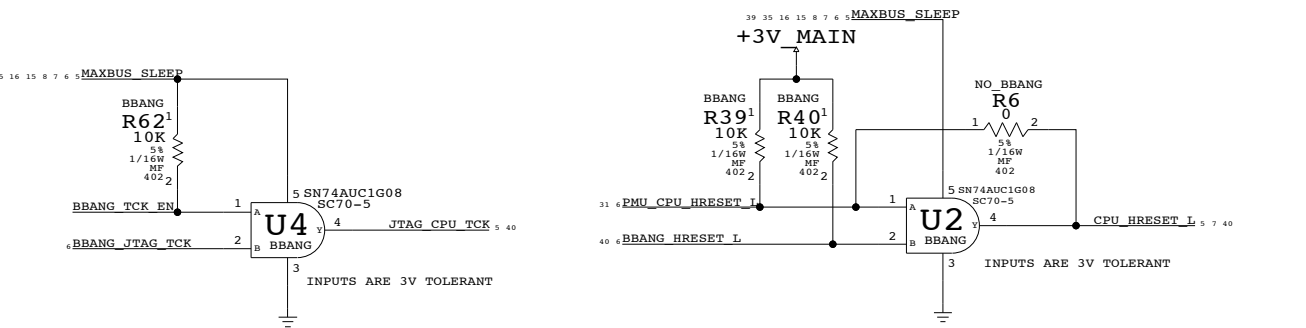 5 16 15 8 7 6 5 MAXBUS_SLEEP
BBANG
R62 1
10K
5%
1/16W
MF
402 2
BBANG_TCK_EN 1
6 BBANG_JTAG_TCK 2
5 SN74AUC1G08
SC70-5
A
U4
Y
4
B BBANG
JTAG_CPU_TCK 5 40
3
INPUTS ARE 3V TOLERANT
39 35 16 15 8 7 6 5 MAXBUS_SLEEP
+3V_MAIN
BBANG
R39 1
10K
5%
1/16W
MF
402 2
BBANG
R40 1
10K
5%
1/16W
MF
402 2
NO_BBANG
R6
0
1 2
5%
1/16W
MF
402
31 6 PMU_CPU_HRESET_L 1
40 6 BBANG_HRESET_L 2
5 SN74AUC1G08
SC70-5
A
U2
Y
4
B BBANG
CPU_HRESET_L 5 7 40
3
INPUTS ARE 3V TOLERANT